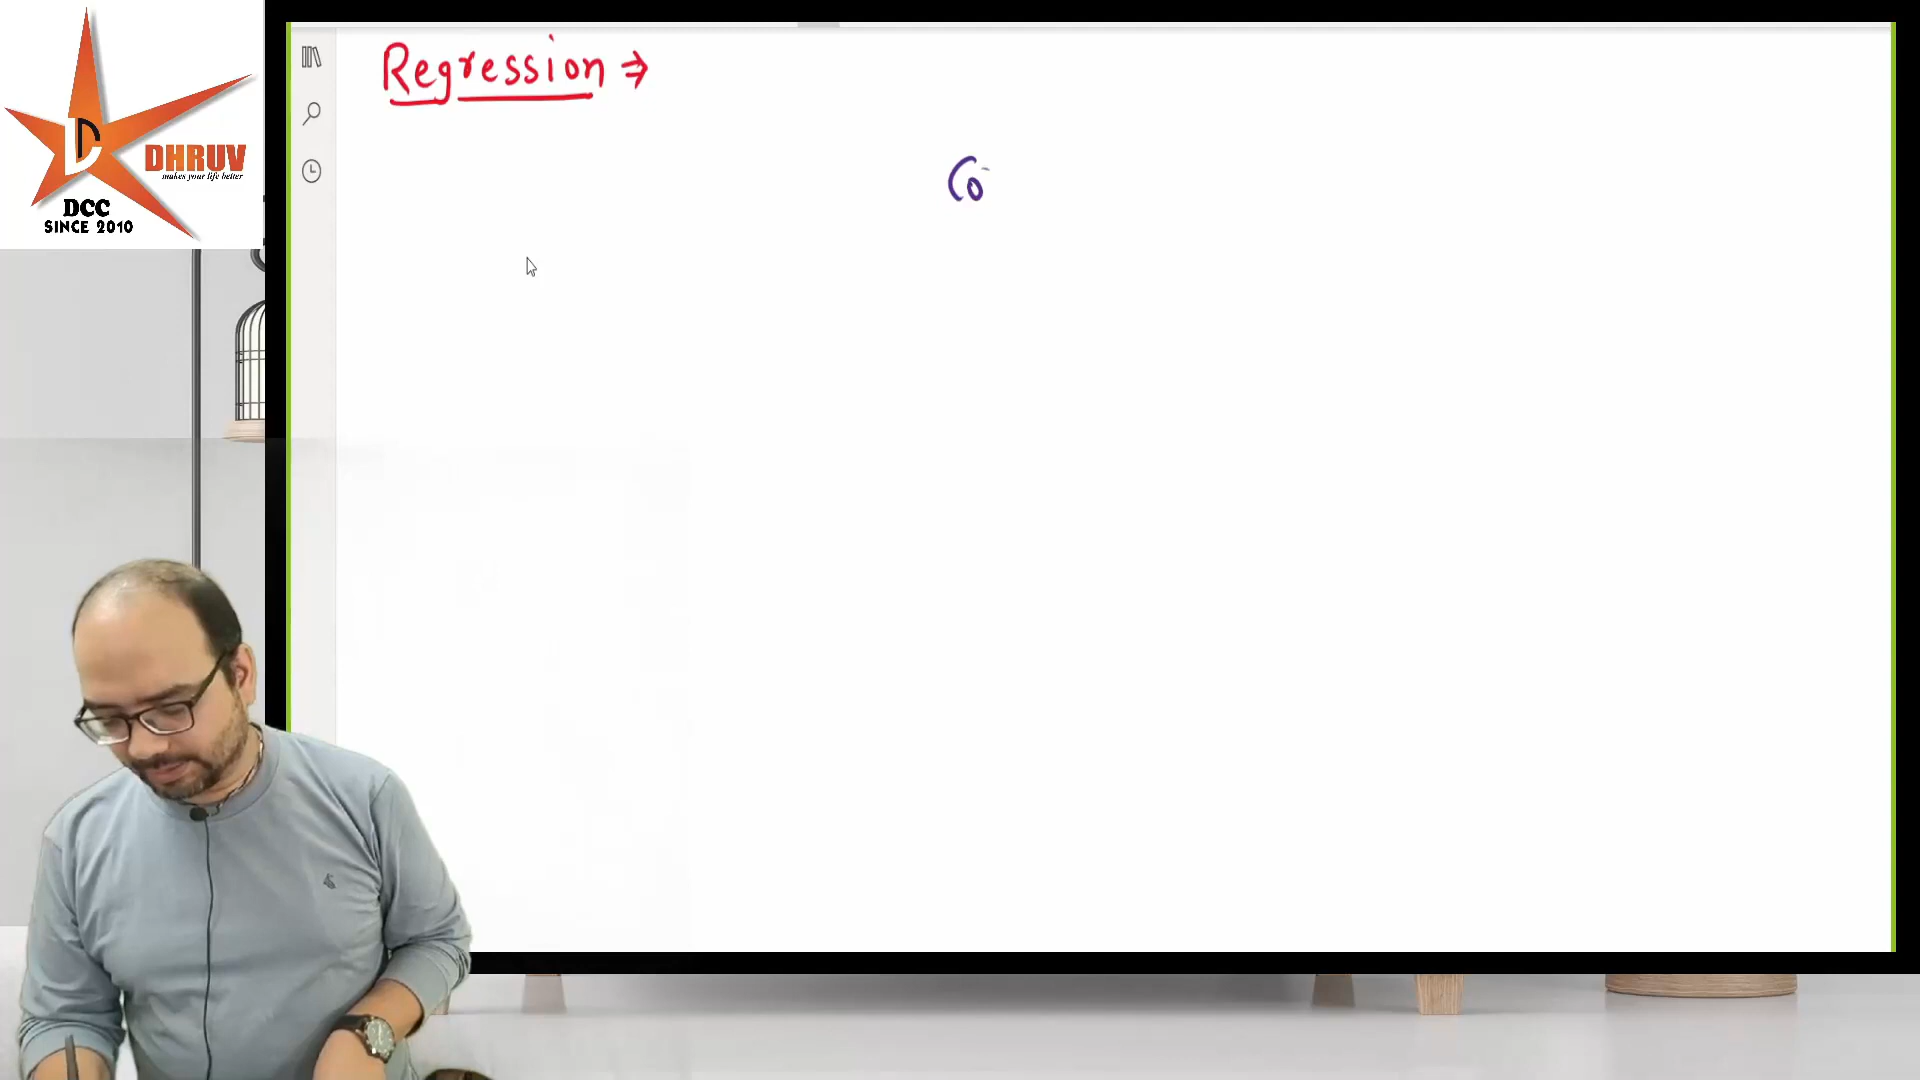 DHRUV
makes your life better
DCC
SINCE 2010
Regression ⇒
Co